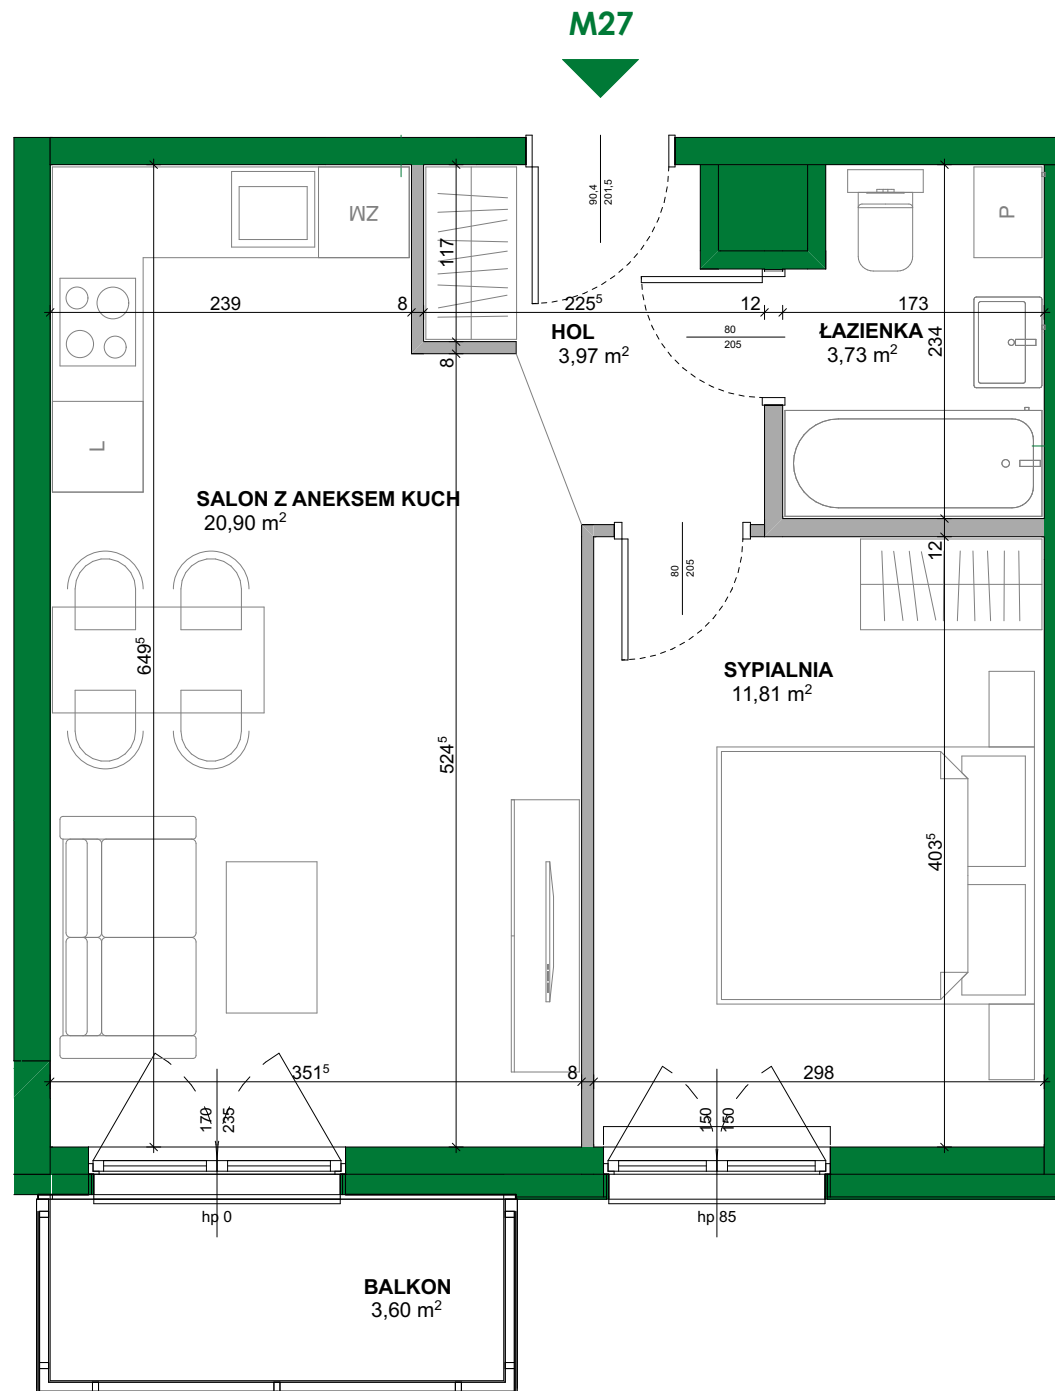 M27
90,4
201,5
ZM
P
117
239
8
225⁵
12
173
HOL
3,97 m²
80
205
ŁAZIENKA
3,73 m²
234
8
L
SALON Z ANEKSEM KUCH
20,90 m²
12
80
205
649⁵
524⁵
SYPIALNIA
11,81 m²
403⁵
351⁵
8
298
170
235
150
150
hp 0
hp 85
BALKON
3,60 m²